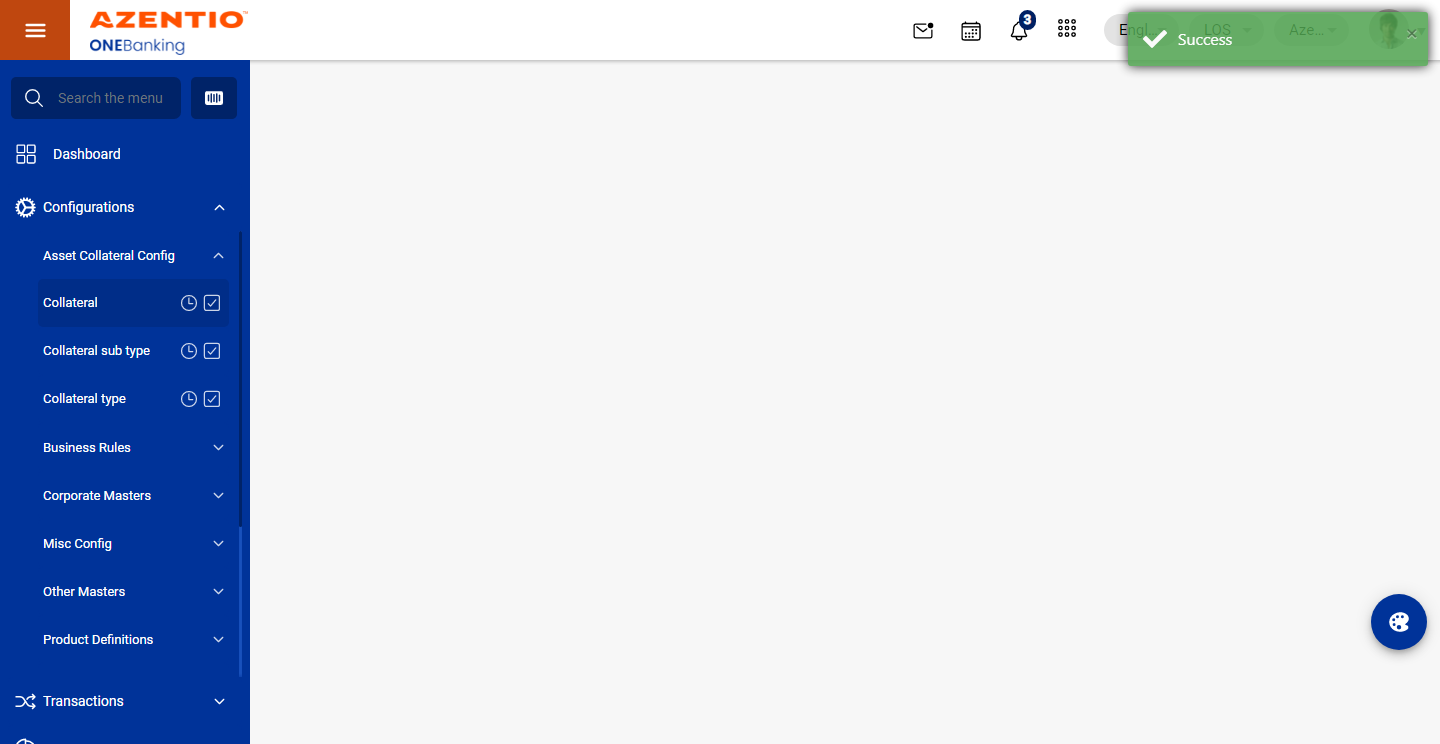 AZENTIO™
ONEBanking
3
Engl
LOS
Aze...
Success
Search the menu
Dashboard
Configurations
Asset Collateral Config
Collateral
Collateral sub type
Collateral type
Business Rules
Corporate Masters
Misc Config
Other Masters
Product Definitions
Transactions